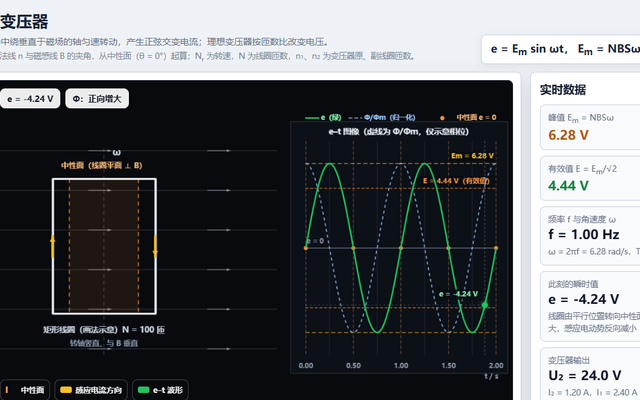 变压器
中绕垂直于磁场的轴匀速转动，产生正弦交变电流；理想变压器按匝数比改变电压。
法线 n 与磁感线 B 的夹角，从中性面（θ = 0°）起算；N, 为转速，N 为线圈匝数，n₁、n₂ 为变压器原、副线圈匝数。
e = Eₘ sin ωt， Eₘ = NBSω
e = -4.24 V
Φ：正向增大
ω
中性面（线圈平面 ⊥ B）
矩形线圈（画法示意）N = 100 匝
转轴竖直，与 B 垂直
中性面
感应电流方向
e–t 波形
e（绿）
Φ/Φm（归一化）
中性面 e = 0
e–t 图像（虚线为 Φ/Φm，仅示意相位）
Em = 6.28 V
E = 4.44 V（有效值）
e = 0
e = -4.24 V
0.00
0.50
1.00
1.50
2.00
t / s
实时数据
峰值 Eₘ = NBSω
6.28 V
有效值 E = Eₘ/√2
4.44 V
频率 f 与角速度 ω
f = 1.00 Hz
ω = 2πf = 6.28 rad/s， T
此刻的瞬时值
e = -4.24 V
线圈由平行位置转向中性面
大，感应电动势反向减小
变压器输出
U₂ = 24.0 V
I₂ = 1.20 A，I₁ = 2.40 A